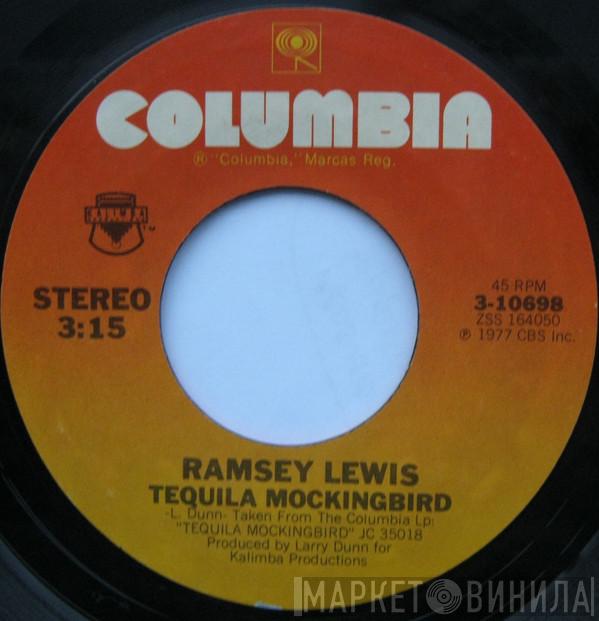 COLUMBIA
® "Columbia," Marcas Reg.
STEREO
3:15
45 RPM
3-10698
ZSS 164050
℗ 1977 CBS Inc.
RAMSEY LEWIS
TEQUILA MOCKINGBIRD
-L. Dunn- Taken From The Columbia Lp:
"TEQUILA MOCKINGBIRD" JC 35018
Produced by Larry Dunn for
Kalimba Productions
МАРКЕТ ВИНИЛА